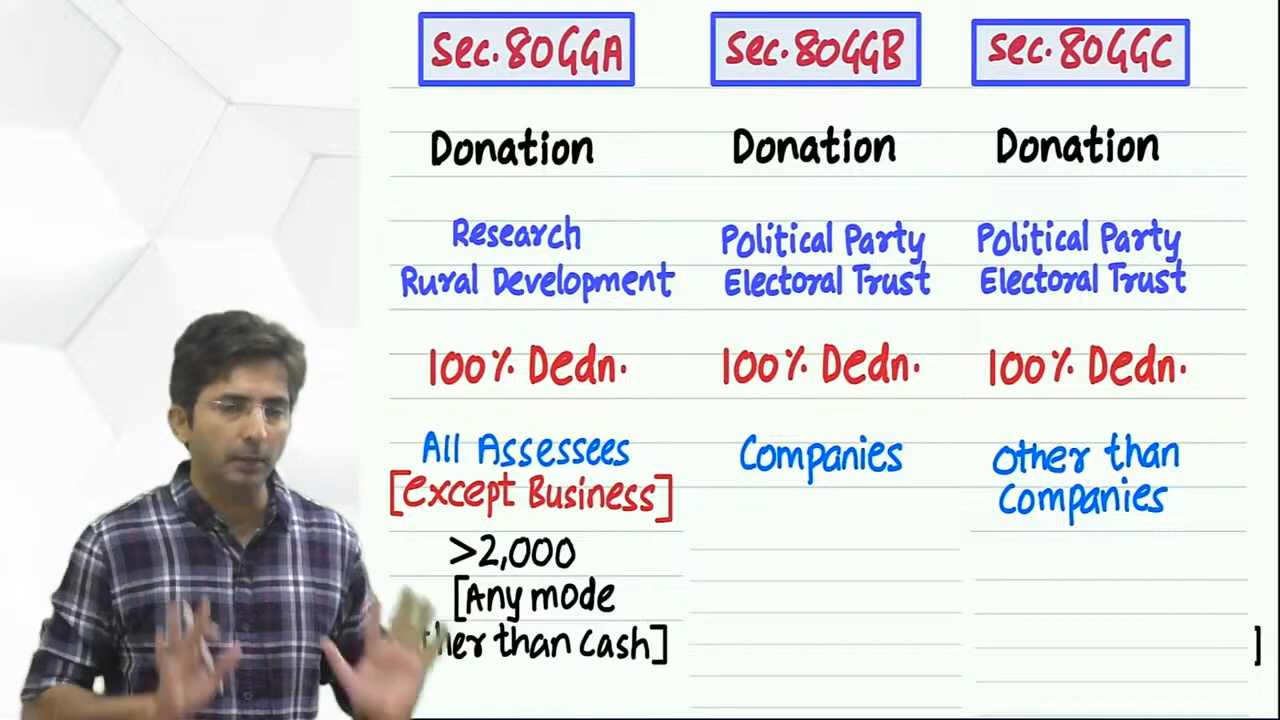 Sec.80GGA
Donation
Research
Rural Development
100% Dedn.
All Assessees
[Except Business]
>2,000
[Any mode
than cash]
Sec.80GGB
Donation
Political Party
Electoral Trust
100% Dedn.
Companies
Sec.80GGC
Donation
Political Party
Electoral Trust
100% Dedn.
other than
Companies
]